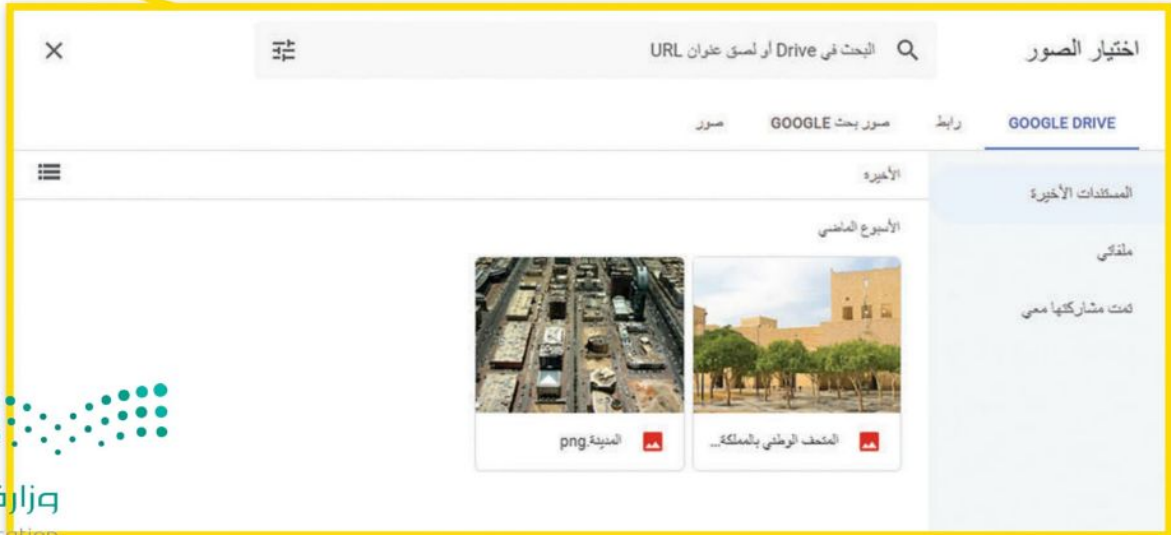 اختيار الصور
البحث في Drive أو لصق عنوان URL
GOOGLE DRIVE
رابط
صور بحث GOOGLE
صور
المستندات الأخيرة
ملفاتي
تمت مشاركتها معي
الأخيرة
الأسبوع الماضي
المتحف الوطني بالمملكة...
المدينة.png